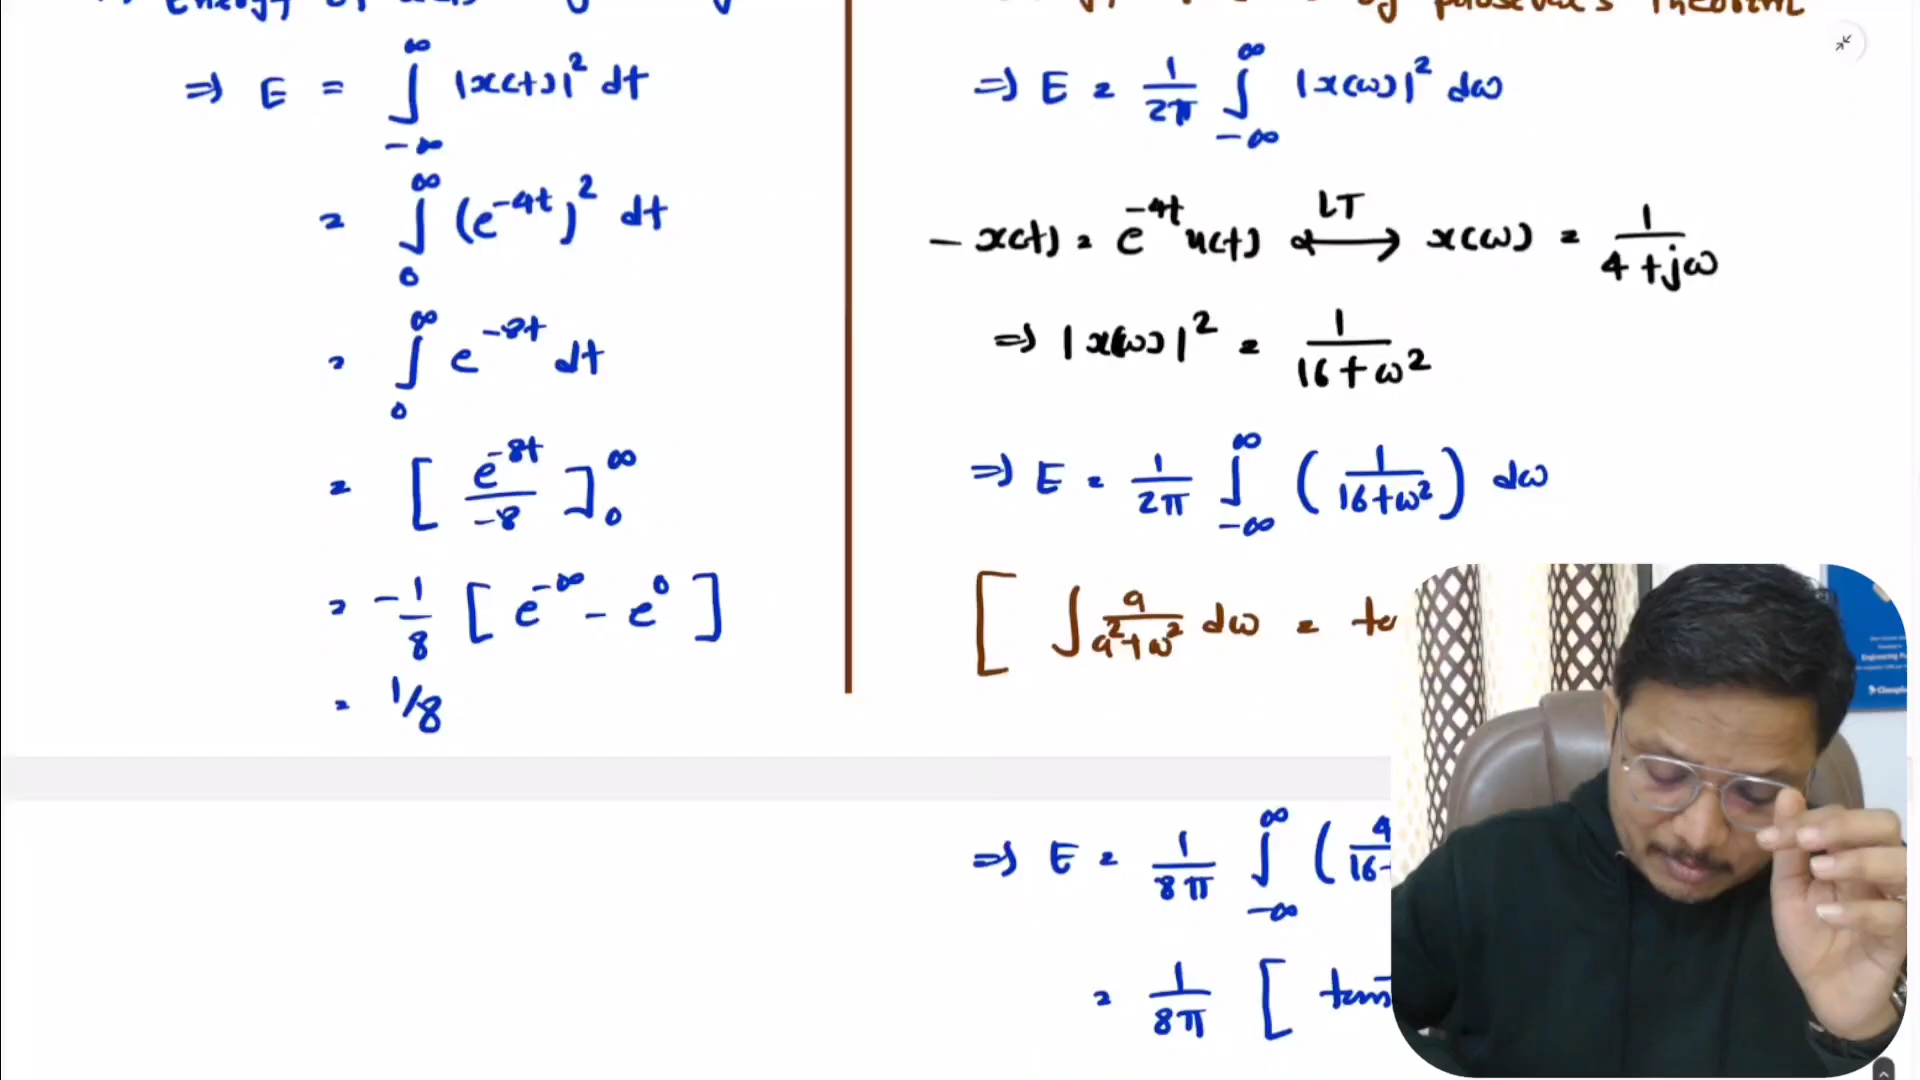 ⇒ E = ∫_{-∞}^{∞} |x(t)|² dt
= ∫_{0}^{∞} (e^{-4t})² dt
= ∫_{0}^{∞} e^{-8t} dt
= [ e^{-8t} / -8 ]_{0}^{∞}
= -1/8 [ e^{-∞} - e^{0} ]
= 1/8
by Theorem
⇒ E = 1/2π ∫_{-∞}^{∞} |x(ω)|² dω
- x(t) = e^{-4t} u(t) ⟷ x(ω) = 1/(4+jω)
LT
⇒ |x(ω)|² = 1/(16+ω²)
⇒ E = 1/2π ∫_{-∞}^{∞} ( 1/(16+ω²) ) dω
[ ∫ a/(a²+ω²) dω =
⇒ E = 1/8π ∫_{-∞}^{∞} ( 4/16
= 1/8π [ tan⁻